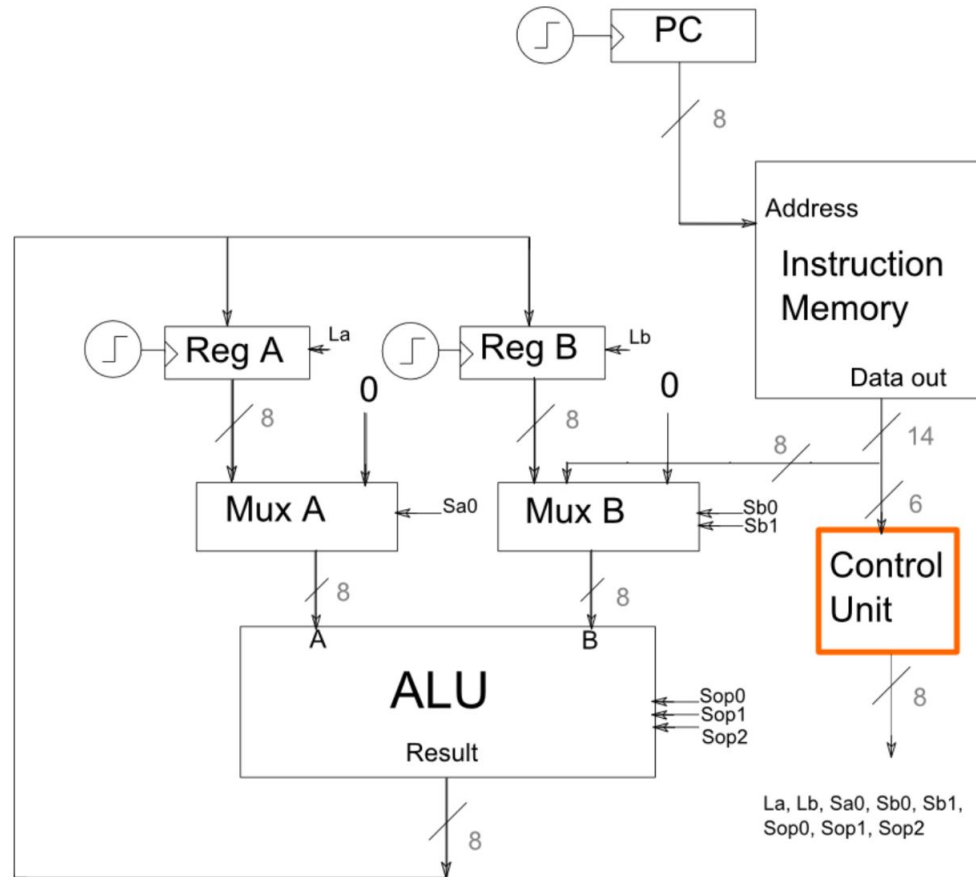 PC
8
Address
Instruction
Memory
Data out
La
Lb
Reg A
Reg B
0
0
8
8
8
14
Mux A
Sa0
Mux B
Sb0
Sb1
6
Control
Unit
8
8
A
B
ALU
Sop0
Sop1
Sop2
8
Result
8
La, Lb, Sa0, Sb0, Sb1,
Sop0, Sop1, Sop2